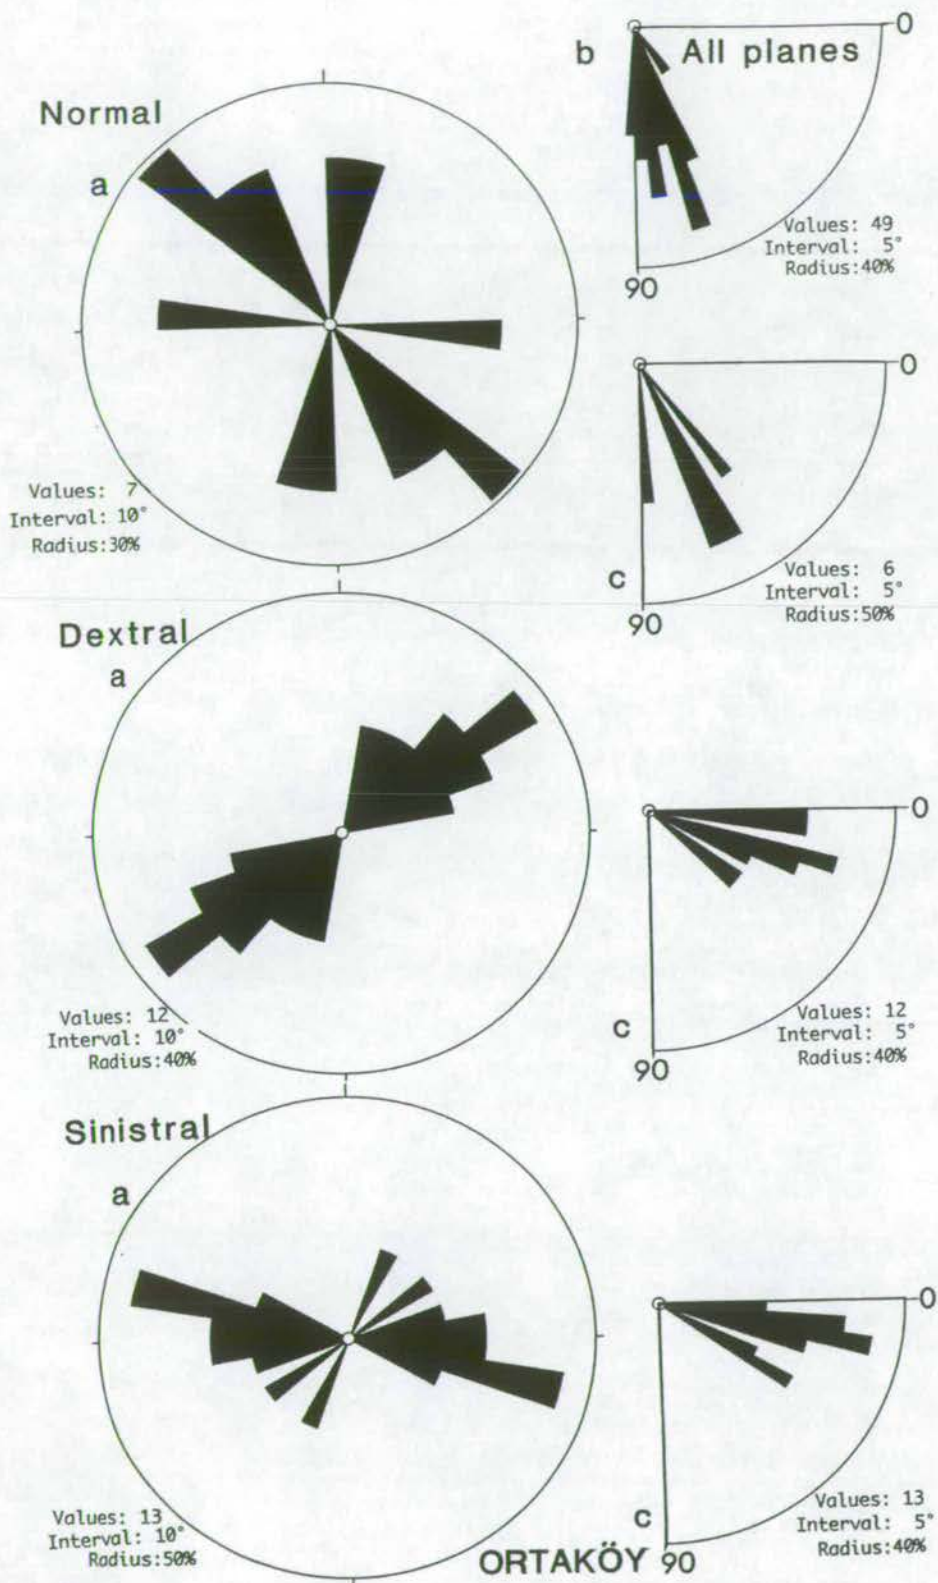 Normal
a
Values: 7
Interval: 10°
Radius:30%
b
All planes
0
90
Values: 49
Interval: 5°
Radius:40%
0
c
90
Values: 6
Interval: 5°
Radius:50%
Dextral
a
Values: 12
Interval: 10°
Radius:40%
0
c
90
Values: 12
Interval: 5°
Radius:40%
Sinistral
a
Values: 13
Interval: 10°
Radius:50%
0
c
90
Values: 13
Interval: 5°
Radius:40%
ORTAKÖY